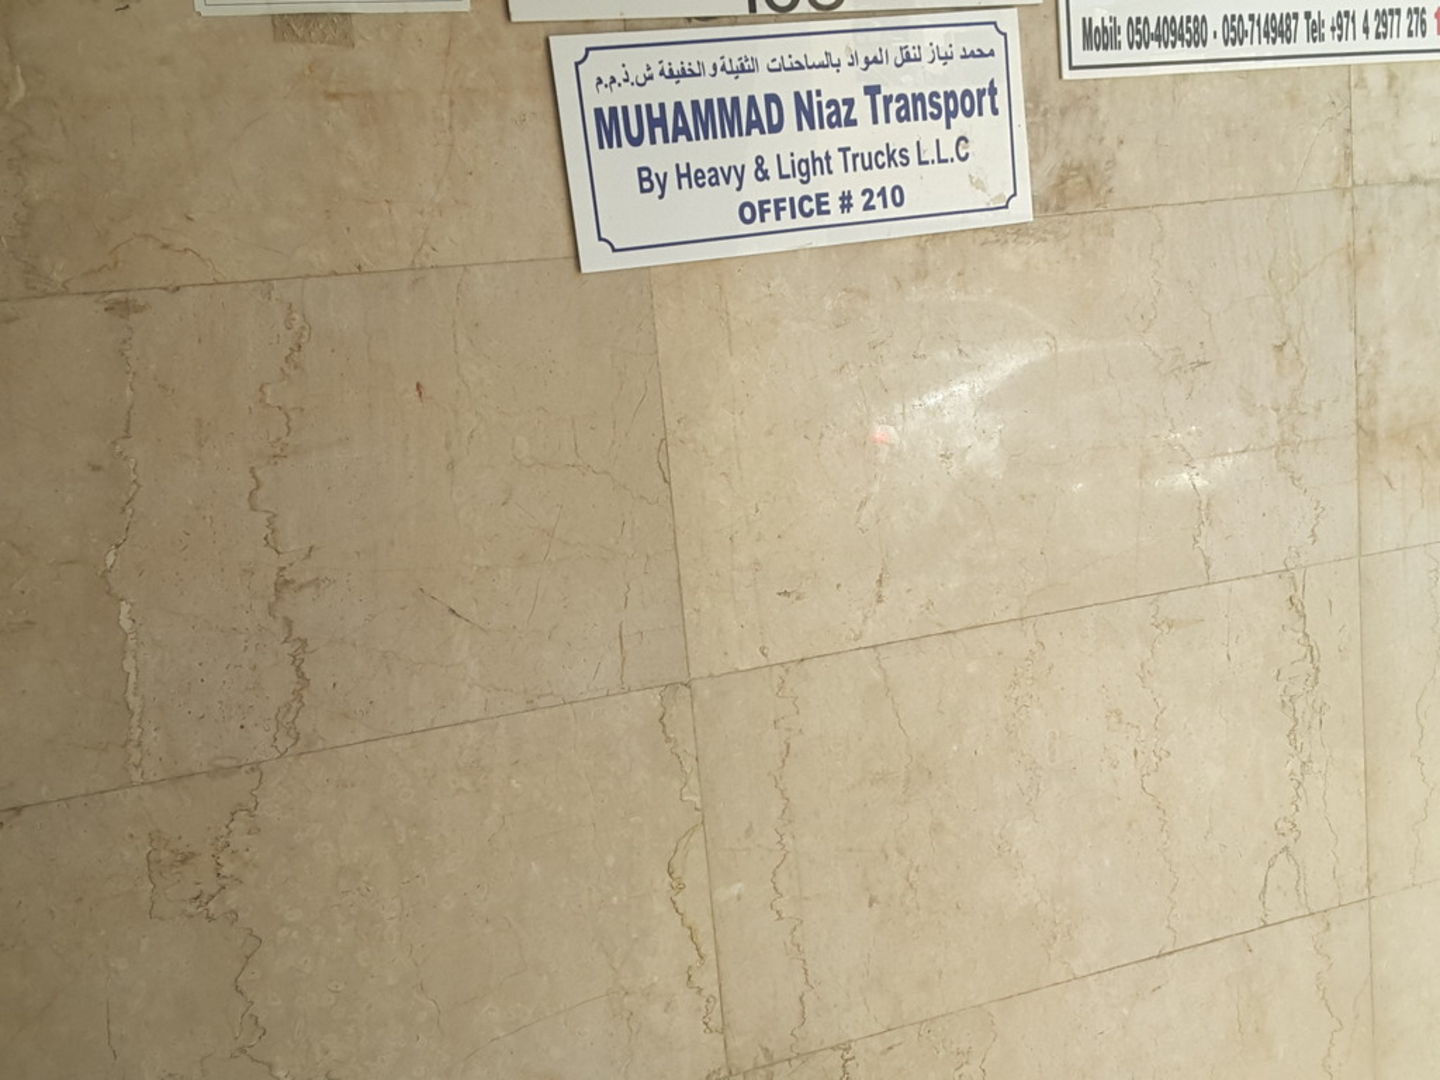 محمد نياز لنقل المواد بالساحنات الثقيلة و الخفيفة ش.ذ.م.م
MUHAMMAD Niaz Transport
By Heavy & Light Trucks L.L.C
OFFICE # 210
Mobil: 050-4094580 - 050-7149487 Tel: +971 4 2977 276